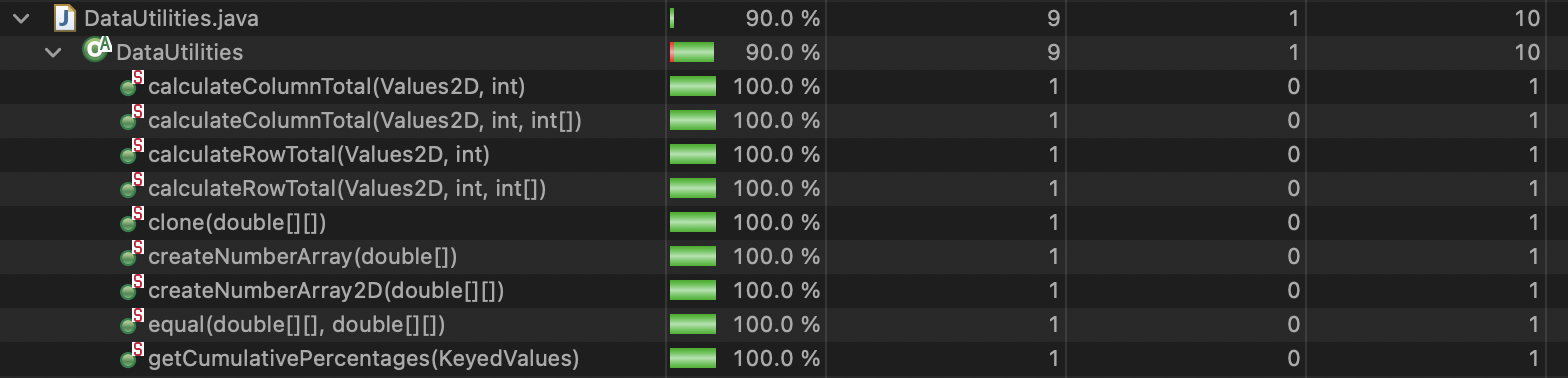 DataUtilities.java 90.0 % 9 1 10
DataUtilities 90.0 % 9 1 10
calculateColumnTotal(Values2D, int) 100.0 % 1 0 1
calculateColumnTotal(Values2D, int, int[]) 100.0 % 1 0 1
calculateRowTotal(Values2D, int) 100.0 % 1 0 1
calculateRowTotal(Values2D, int, int[]) 100.0 % 1 0 1
clone(double[][]) 100.0 % 1 0 1
createNumberArray(double[]) 100.0 % 1 0 1
createNumberArray2D(double[][]) 100.0 % 1 0 1
equal(double[][], double[][]) 100.0 % 1 0 1
getCumulativePercentages(KeyedValues) 100.0 % 1 0 1